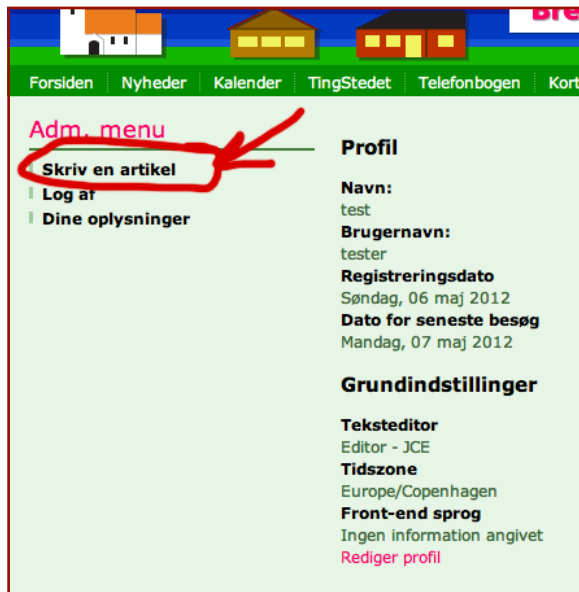 Bre
Forsiden Nyheder Kalender TingStedet Telefonbogen Kort
Adm. menu
Skriv en artikel
Log af
Dine oplysninger
Profil
Navn:
test
Brugernavn:
tester
Registreringsdato
Søndag, 06 maj 2012
Dato for seneste besøg
Mandag, 07 maj 2012
Grundindstillinger
Teksteditor
Editor - JCE
Tidszone
Europe/Copenhagen
Front-end sprog
Ingen information angivet
Rediger profil